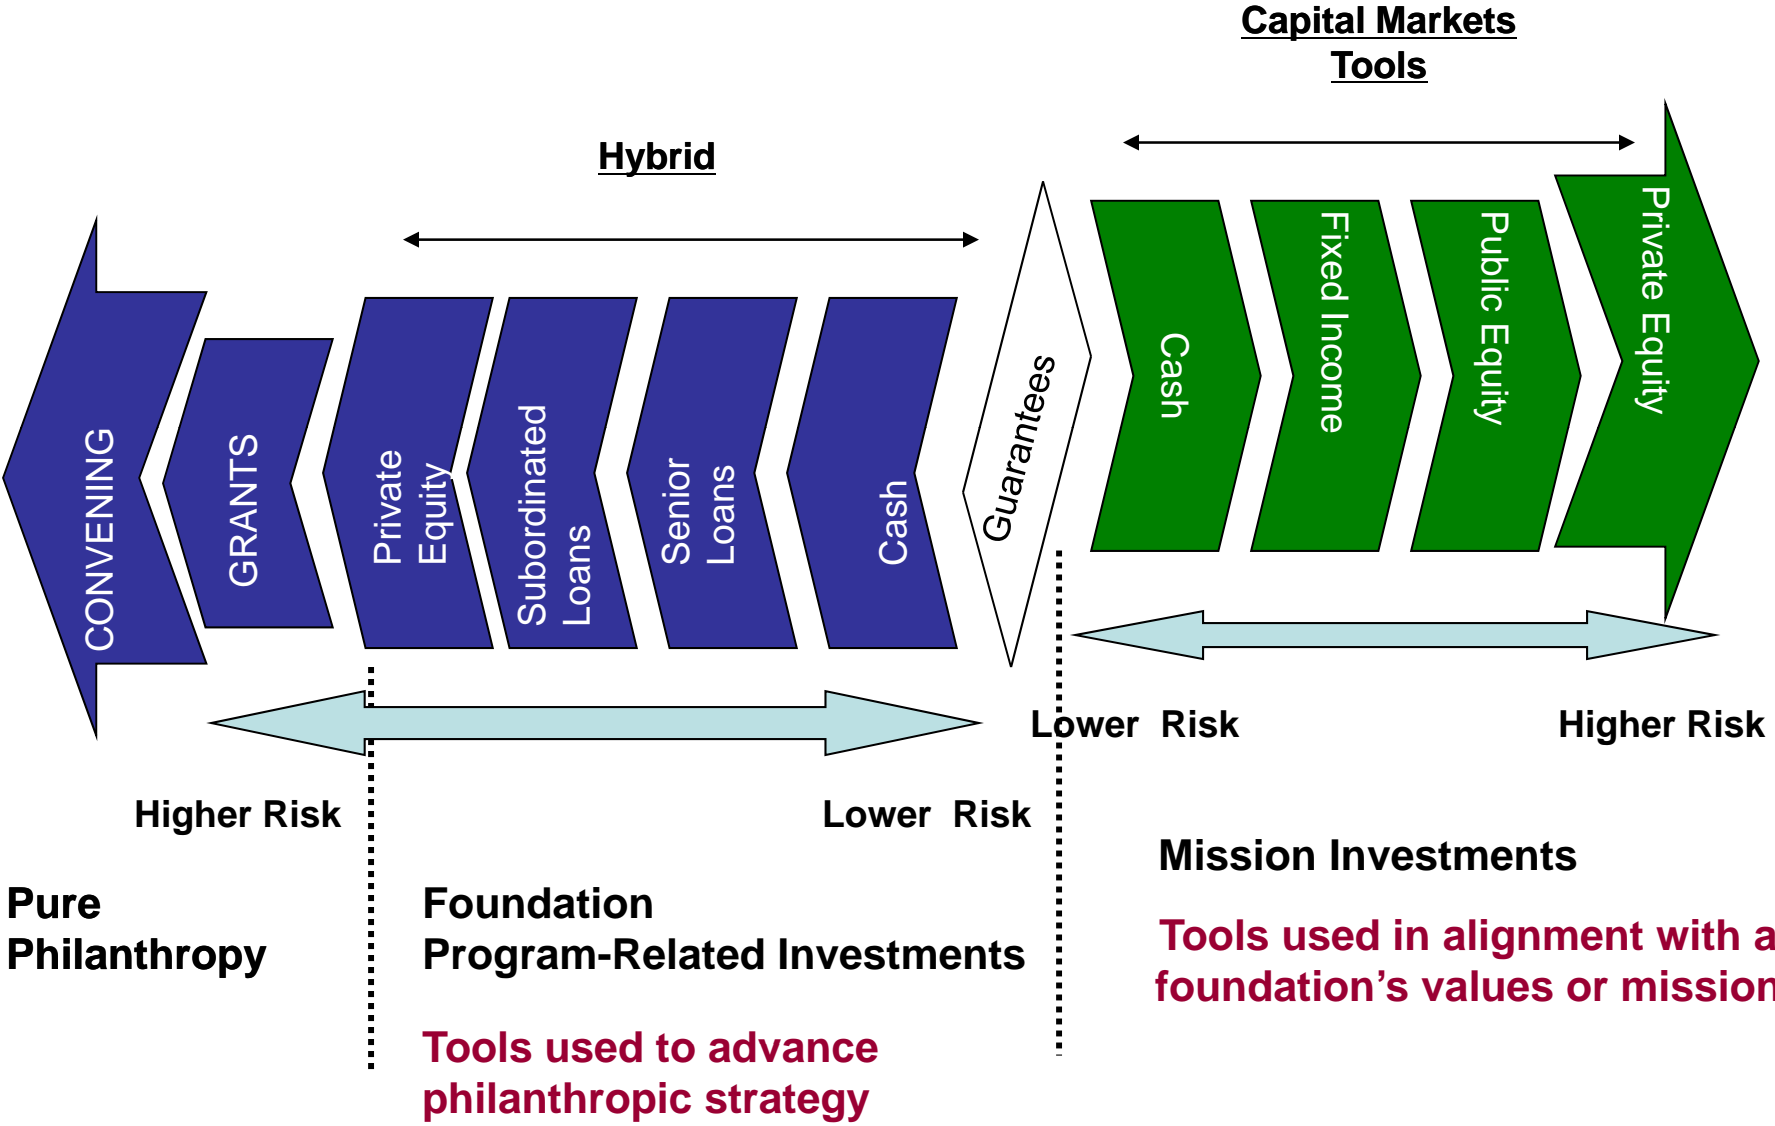 Capital Markets
Tools
Hybrid
CONVENING
GRANTS
Private
Equity
Subordinated
Loans
Senior
Loans
Cash
Guarantees
Cash
Fixed Income
Public Equity
Private Equity
Higher Risk
Lower Risk
Lower Risk
Higher Risk
Pure
Philanthropy
Foundation
Program-Related Investments
Tools used to advance
philanthropic strategy
Mission Investments
Tools used in alignment with a
foundation’s values or mission